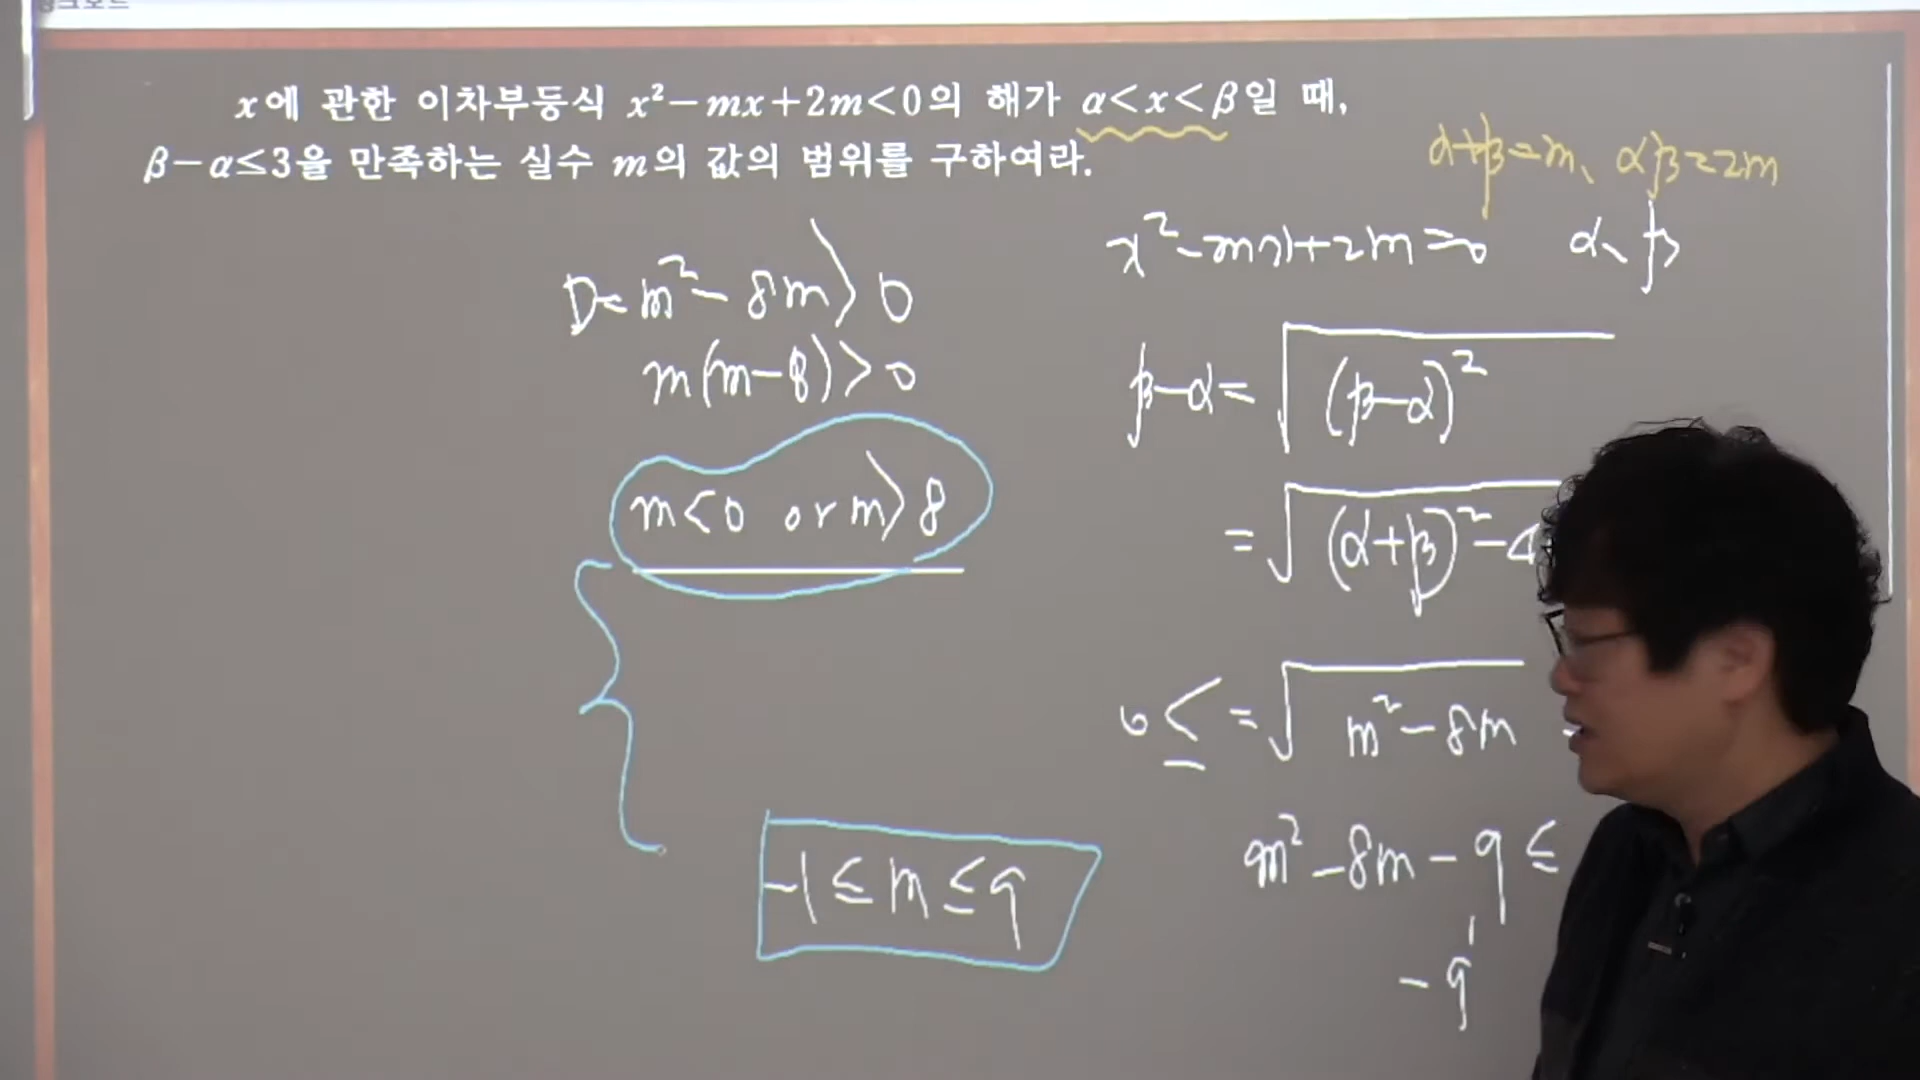 x에 관한 이차부등식 x²-mx+2m<0의 해가 α<x<β일 때,
β-α≤3을 만족하는 실수 m의 값의 범위를 구하여라.
α+β=m, αβ=2m
x²-mx+2m=0 α, β
D=m²-8m>0
m(m-8)>0
m<0 or m>8
-1≤m≤9
β-α=√(β-α)²
=√(α+β)²-4
0≤=√m²-8m
m²-8m-9≤
1
-9